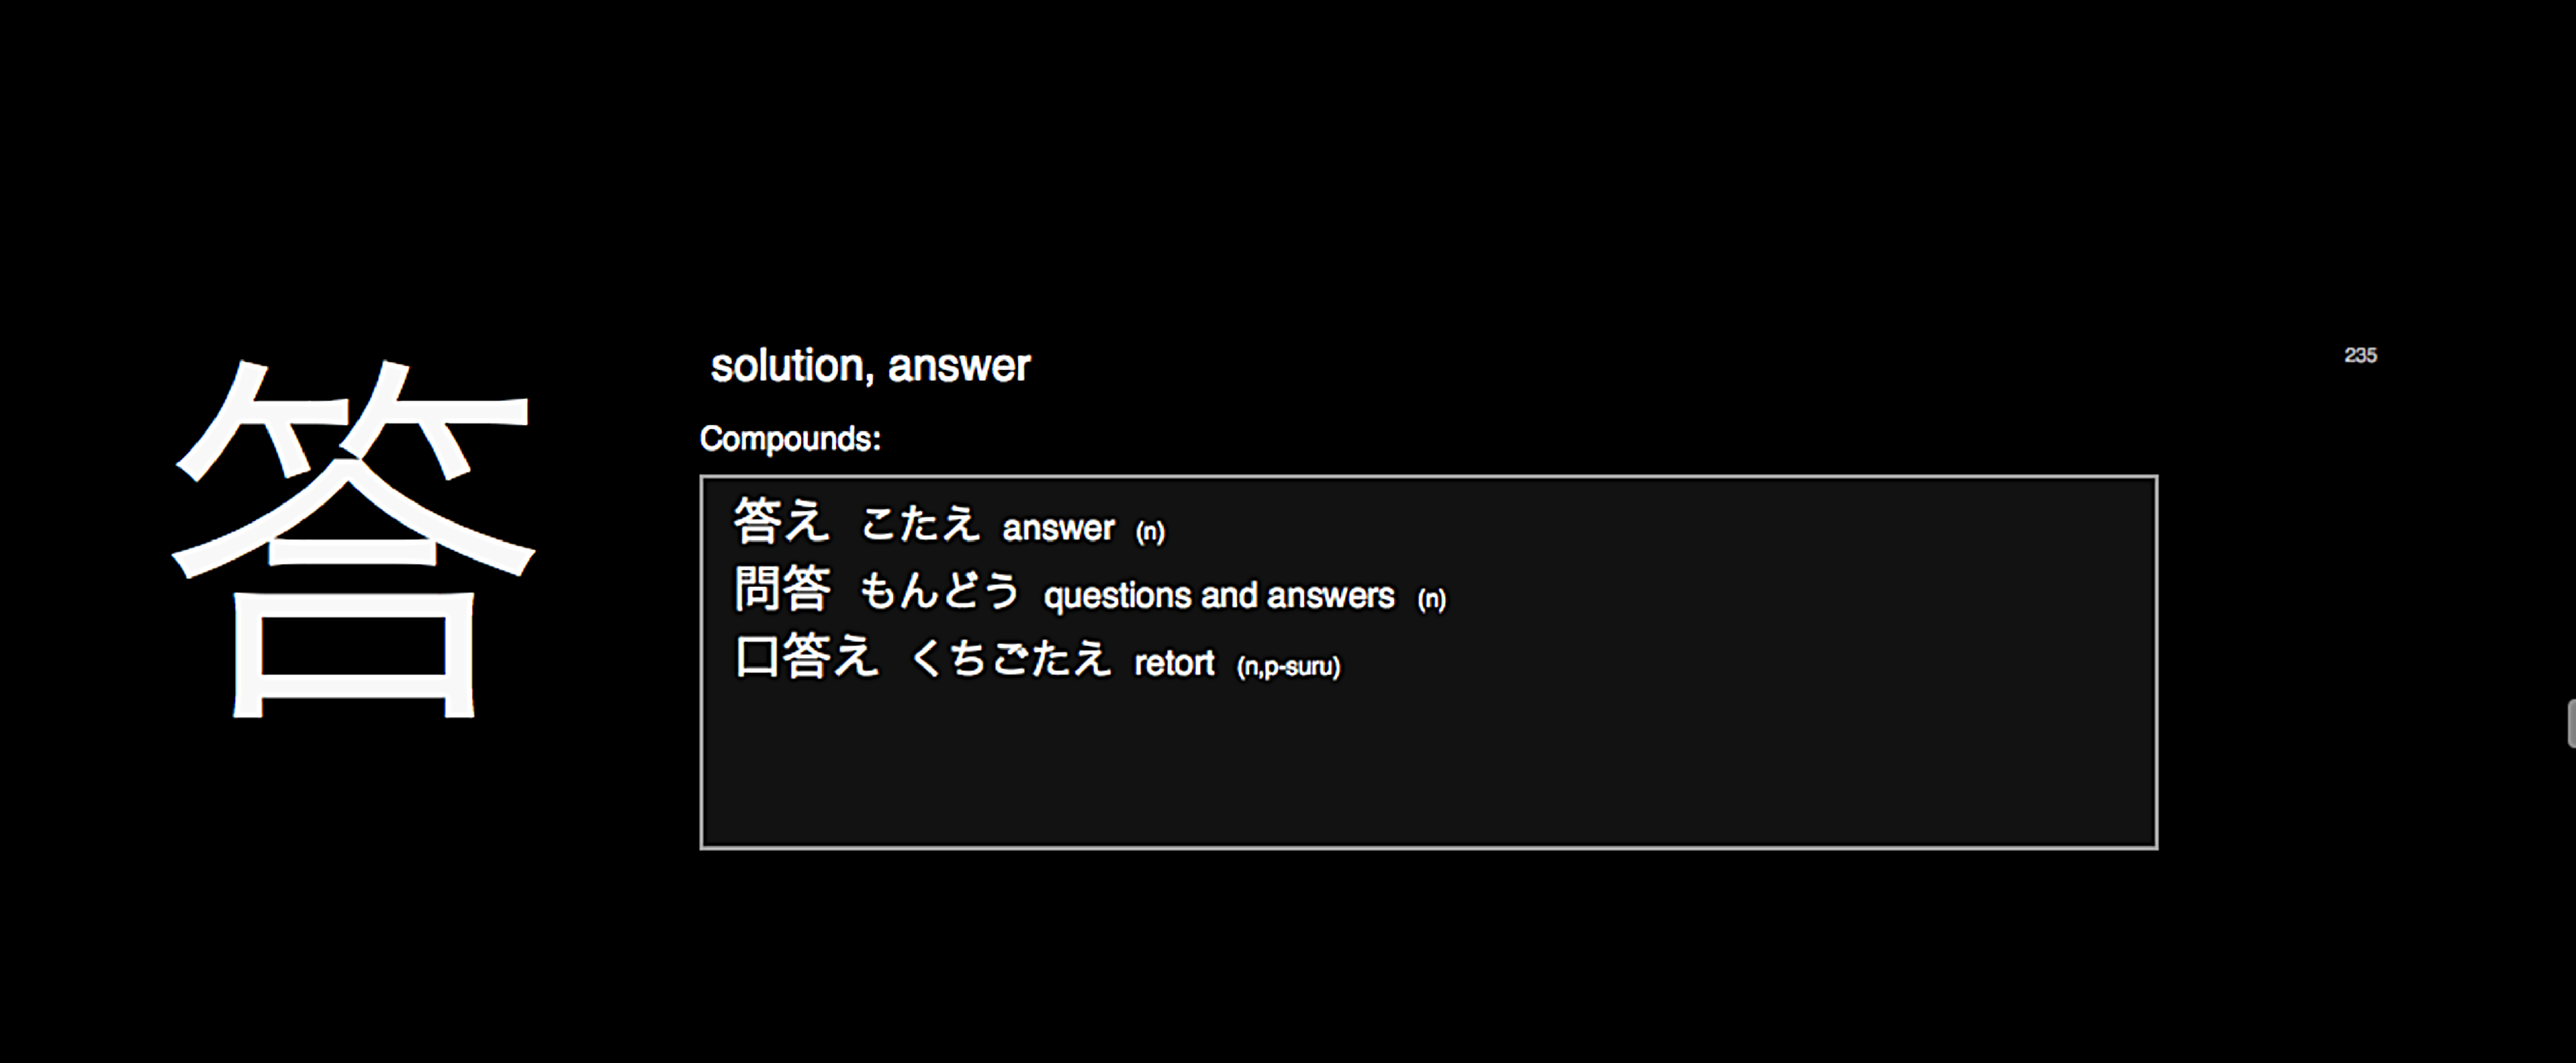 答
solution, answer
235
Compounds:
答え こたえ answer (n)
問答 もんどう questions and answers (n)
口答え くちごたえ retort (n,p-suru)